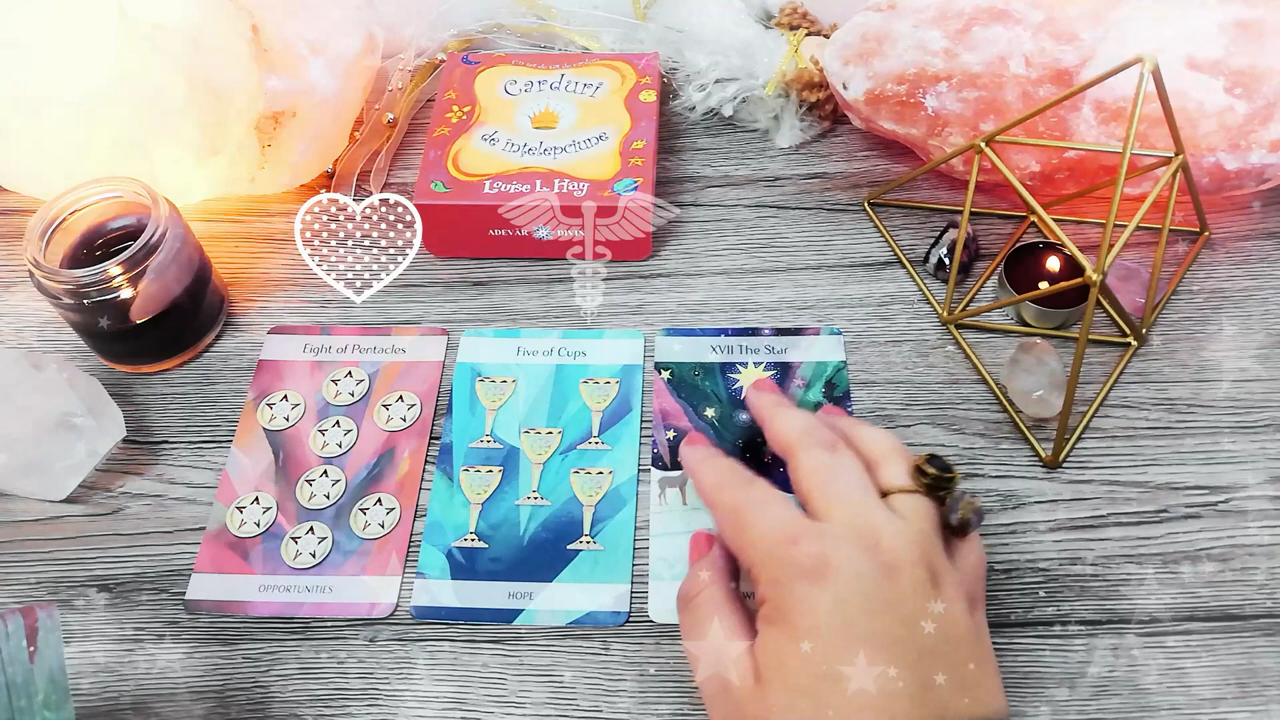 Carduri
de înțelepciune
Louise L. Hay
ADEVĂR DIVIN
Eight of Pentacles
Five of Cups
XVII The Star
OPPORTUNITIES
HOPE